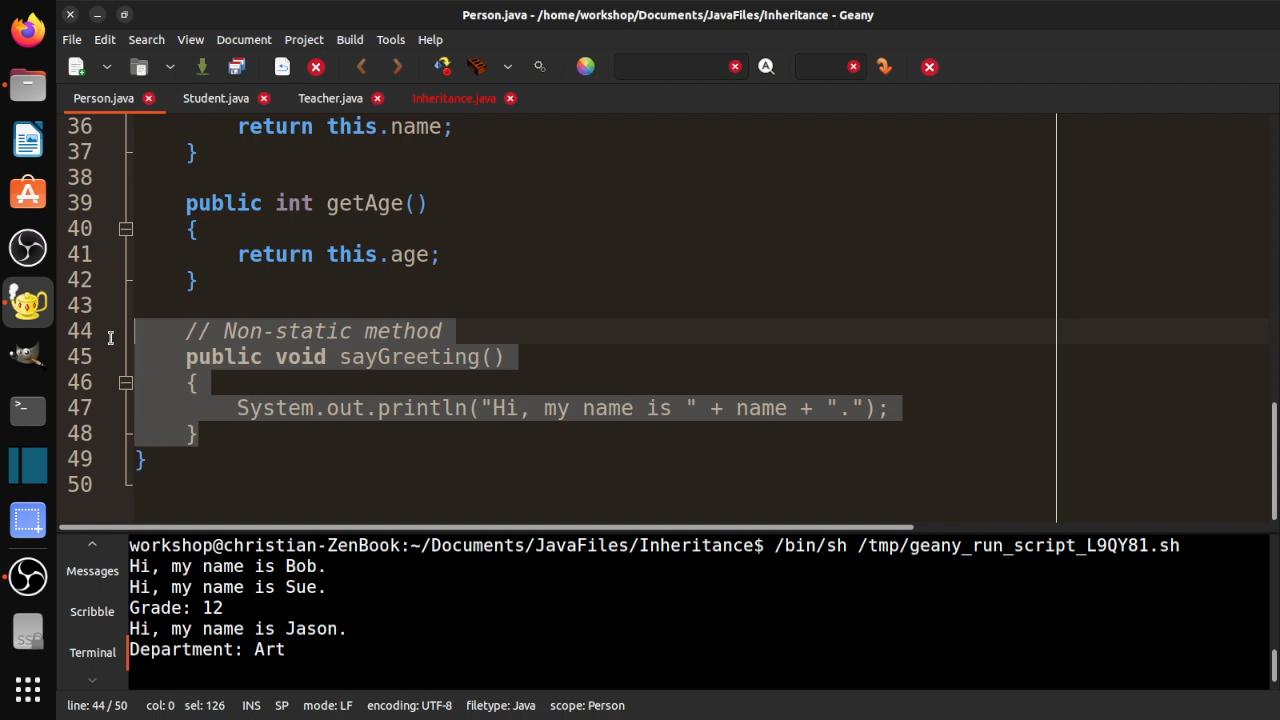 Person.java - /home/workshop/Documents/JavaFiles/Inheritance - Geany
File Edit Search View Document Project Build Tools Help
Person.java Student.java Teacher.java Inheritance.java
36 return this.name;
37 }
38
39 public int getAge()
40 {
41 return this.age;
42 }
43
44 // Non-static method
45 public void sayGreeting()
46 {
47 System.out.println("Hi, my name is " + name + ".");
48 }
49 }
50
Messages
Scribble
Terminal
workshop@christian-ZenBook:~/Documents/JavaFiles/Inheritance$ /bin/sh /tmp/geany_run_script_L9QY81.sh
Hi, my name is Bob.
Hi, my name is Sue.
Grade: 12
Hi, my name is Jason.
Department: Art
line: 44 / 50 col: 0 sel: 126 INS SP mode: LF encoding: UTF-8 filetype: Java scope: Person